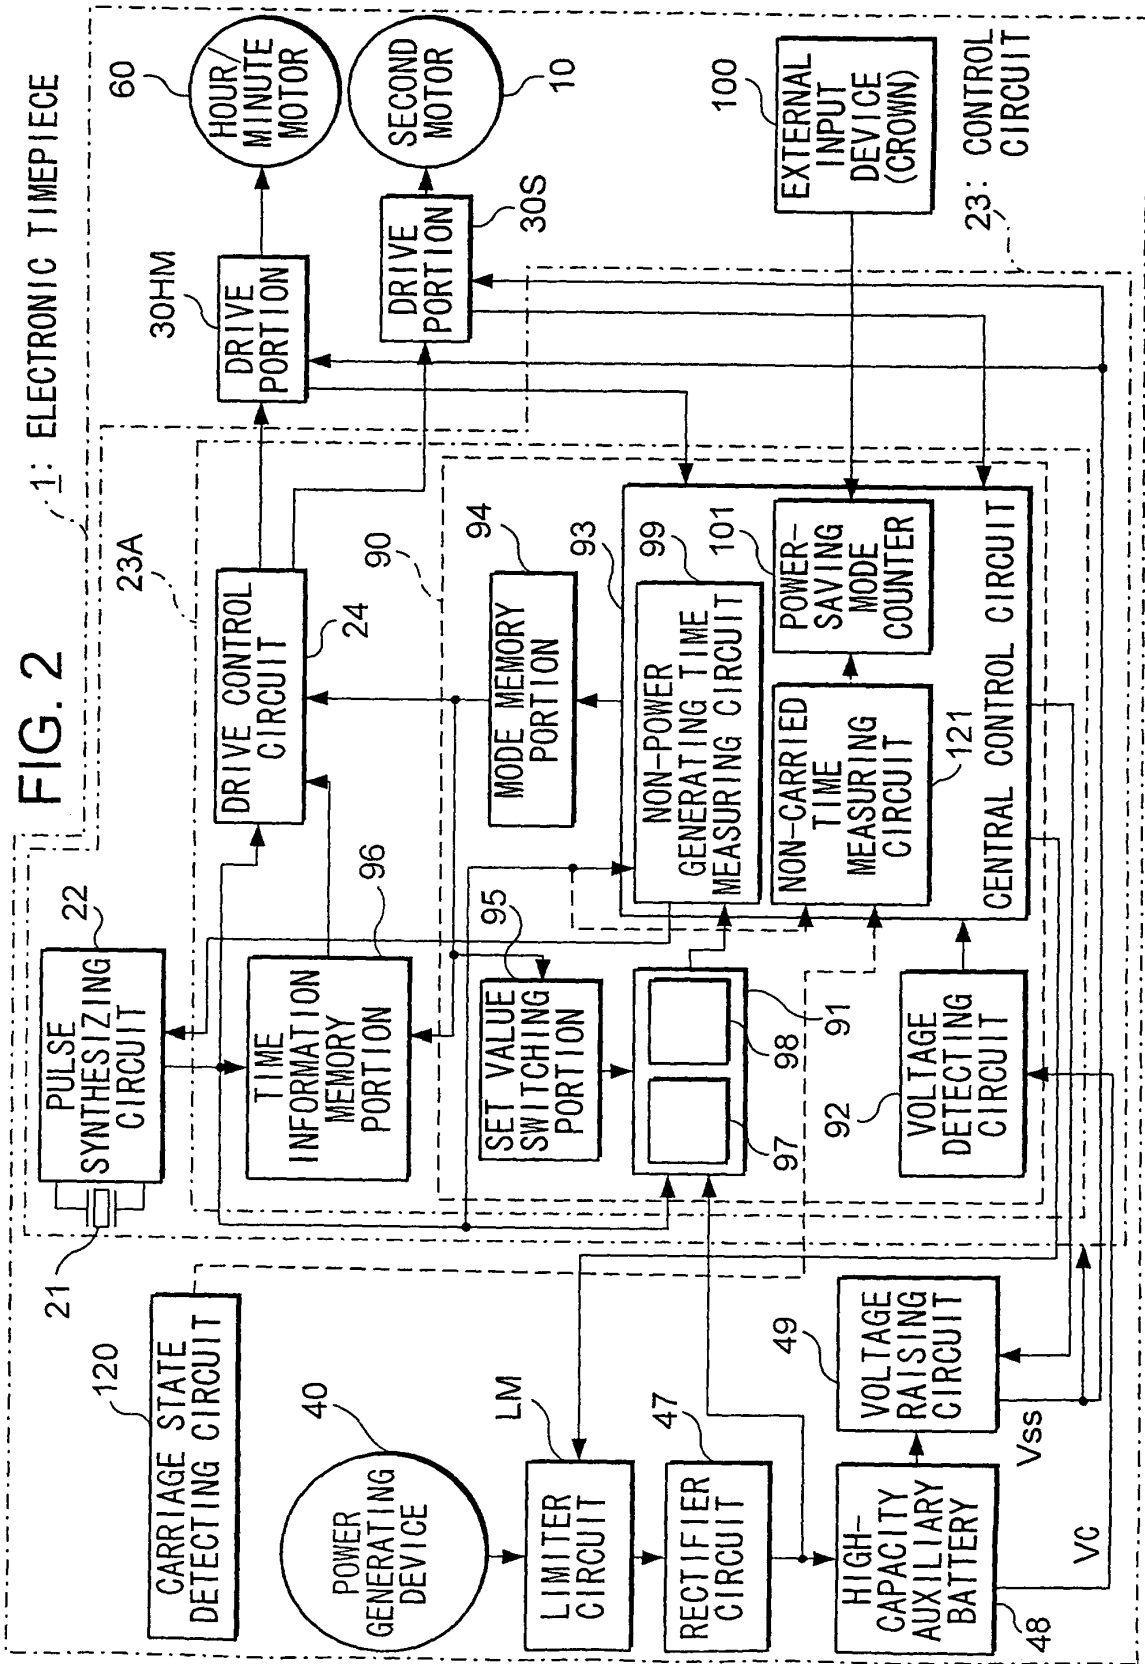 FIG. 2
1: ELECTRONIC TIMEPIECE
23A
21
PULSE
SYNTHESIZING
CIRCUIT
22
DRIVE CONTROL
CIRCUIT
24
30HM
DRIVE
PORTION
60
HOUR/
MINUTE
MOTOR
SECOND
MOTOR
10
DRIVE
PORTION
30S
TIME
INFORMATION
MEMORY
PORTION
96
90
MODE MEMORY
PORTION
94
SET VALUE
SWITCHING
PORTION
95
93
NON-POWER
GENERATING TIME
MEASURING CIRCUIT
99
101
POWER-
SAVING
MODE
COUNTER
NON-CARRIED
TIME
MEASURING
CIRCUIT
121
CENTRAL CONTROL CIRCUIT
97
98
91
92
VOLTAGE
DETECTING
CIRCUIT
100
EXTERNAL
INPUT
DEVICE
(CROWN)
23: CONTROL
CIRCUIT
120
CARRIAGE STATE
DETECTING CIRCUIT
40
POWER
GENERATING
DEVICE
LM
LIMITER
CIRCUIT
47
RECTIFIER
CIRCUIT
HIGH-
CAPACITY
AUXILIARY
BATTERY
48
49
VOLTAGE
RAISING
CIRCUIT
Vss
VC